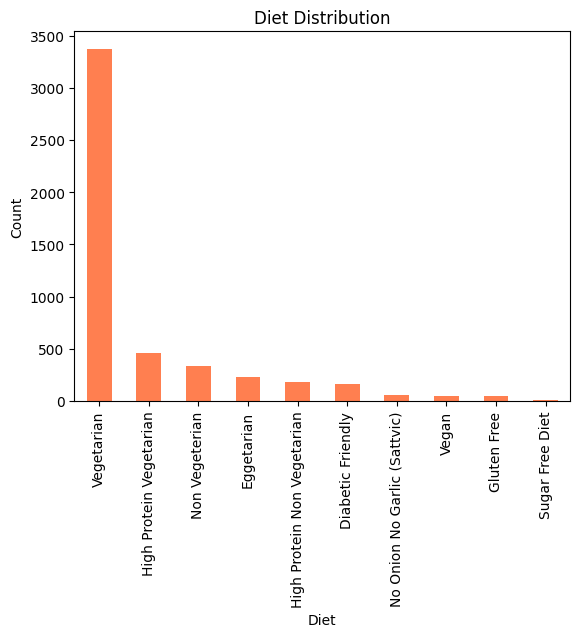 Diet Distribution
3500
3000
2500
2000
1500
1000
500
0
Count
Vegetarian
High Protein Vegetarian
Non Vegeterian
Eggetarian
High Protein Non Vegetarian
Diabetic Friendly
No Onion No Garlic (Sattvic)
Vegan
Gluten Free
Sugar Free Diet
Diet